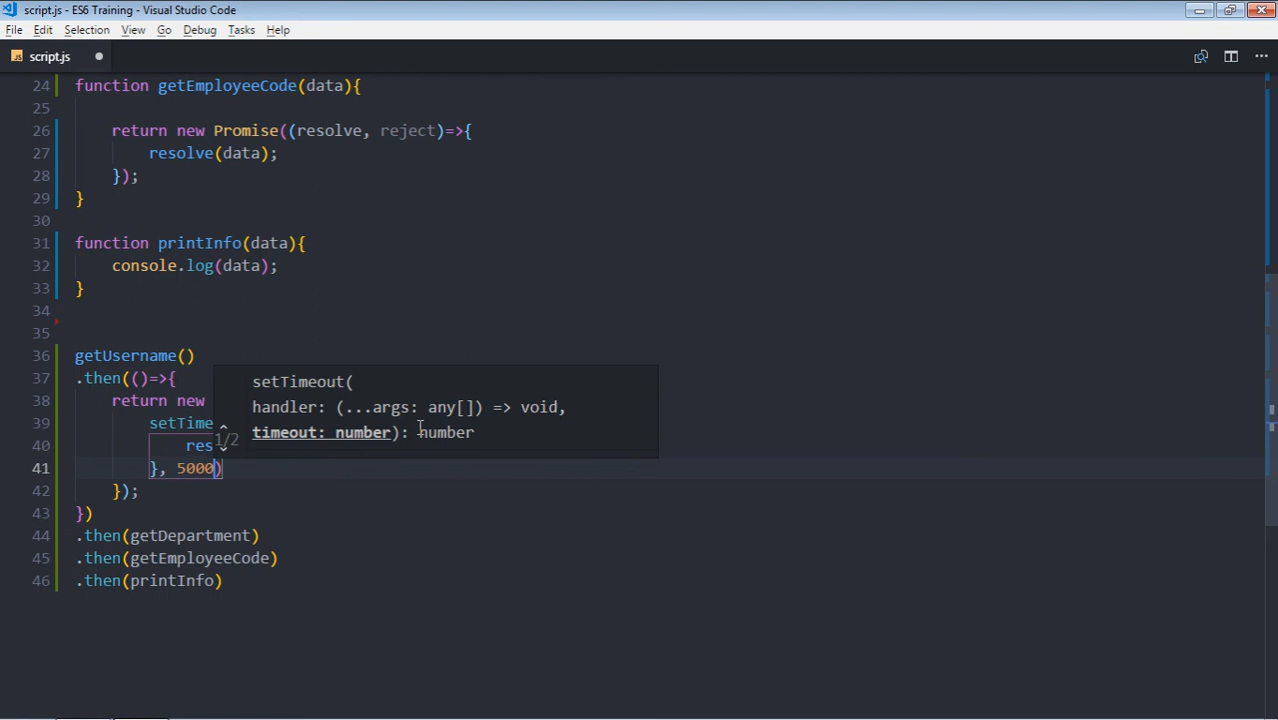 script.js - ES6 Training - Visual Studio Code
File Edit Selection View Go Debug Tasks Help
JS script.js
24 function getEmployeeCode(data){
25
26 return new Promise((resolve, reject)=>{
27 resolve(data);
28 });
29 }
30
31 function printInfo(data){
32 console.log(data);
33 }
34
35
36 getUsername()
37 .then(()=>{
38 return new
39 setTime
40 res
41 }, 5000)
42 });
43 })
44 .then(getDepartment)
45 .then(getEmployeeCode)
46 .then(printInfo)
setTimeout(
handler: (...args: any[]) => void,
1/2 timeout: number): number